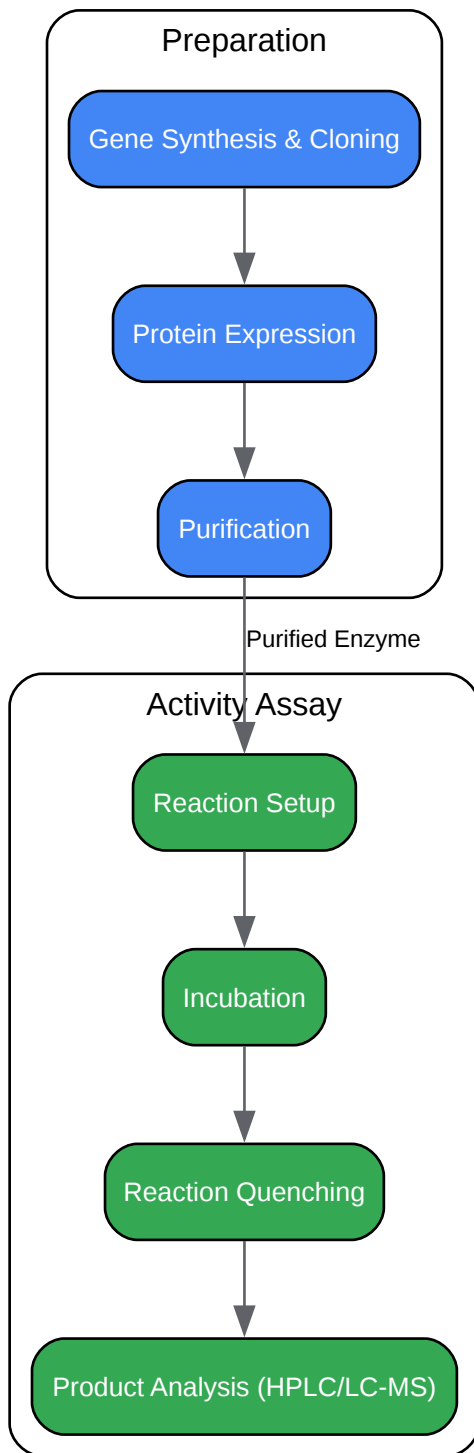 Preparation
Gene Synthesis & Cloning
Protein Expression
Purification
Purified Enzyme
Activity Assay
Reaction Setup
Incubation
Reaction Quenching
Product Analysis (HPLC/LC-MS)